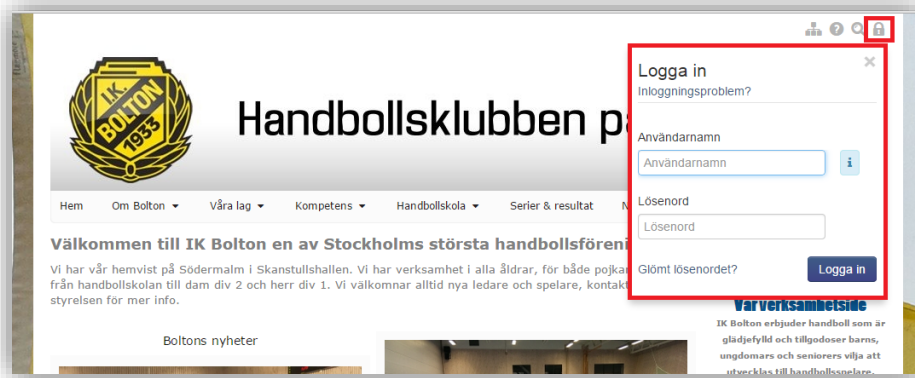 IK.
BOLTON
1933
Handbollsklubben p
Logga in
Inloggningsproblem?
Användarnamn
Användarnamn
i
Lösenord
Lösenord
Glömt lösenordet?
Logga in
Hem Om Bolton Våra lag Kompetens Handbollskola Serier & resultat N
Välkommen till IK Bolton en av Stockholms största handbollsföreni
Vi har vår hemvist på Södermalm i Skanstullshallen. Vi har verksamhet i alla åldrar, för både pojka
från handbollskolan till dam div 2 och herr div 1. Vi välkomnar alltid nya ledare och spelare, kontakt
styrelsen för mer info.
Boltons nyheter
Vår verksamhetside
IK Bolton erbjuder handboll som är
glädjefylld och tillgodoser barns,
ungdomars och seniorers vilja att
utvecklas till handbollsspelare,